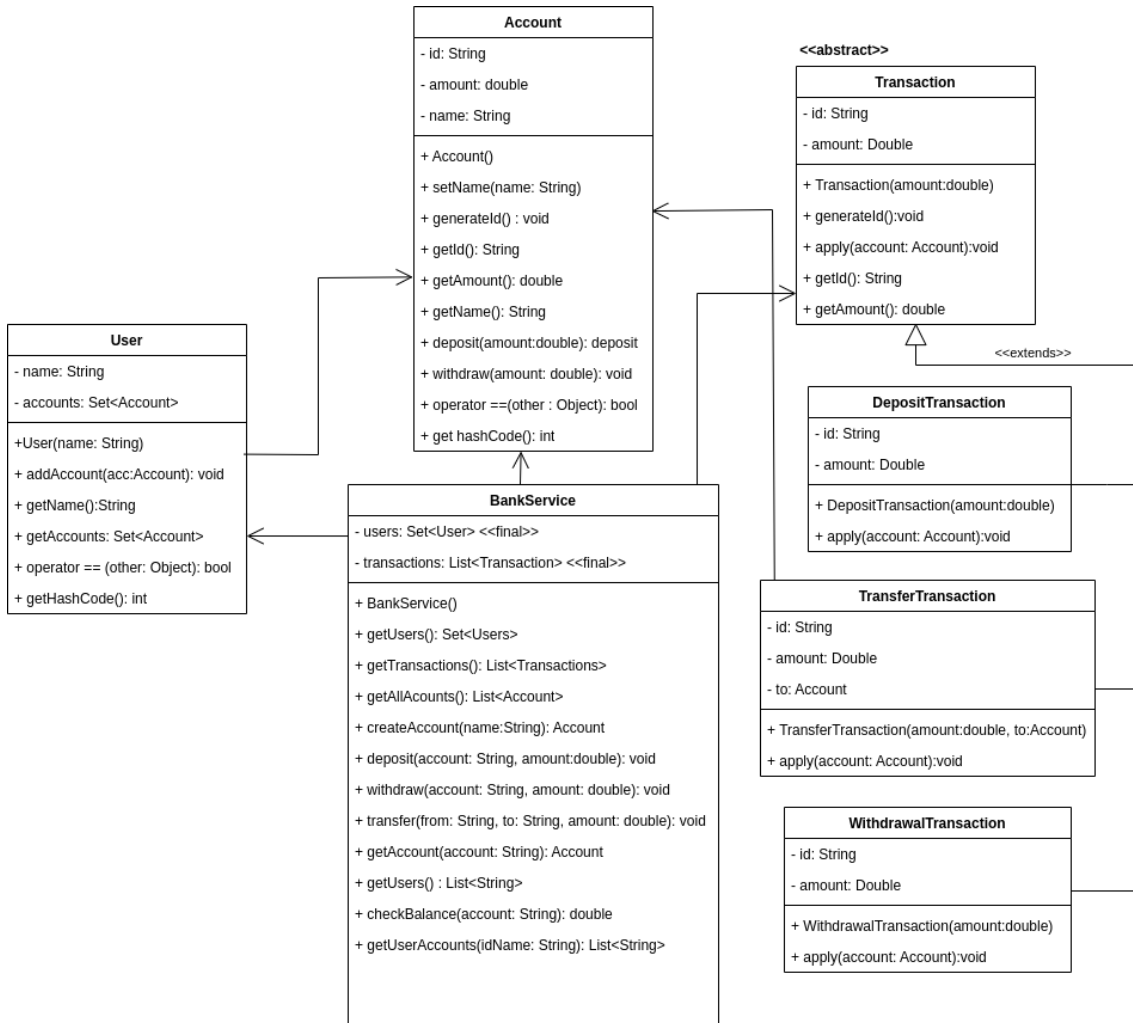 Account
- id: String
- amount: double
- name: String
+ Account()
+ setName(name: String)
+ generateId() : void
+ getId(): String
+ getAmount(): double
+ getName(): String
+ deposit(amount:double): deposit
+ withdraw(amount: double): void
+ operator ==(other : Object): bool
+ get hashCode(): int
<<abstract>>
Transaction
- id: String
- amount: Double
+ Transaction(amount:double)
+ generateId():void
+ apply(account: Account):void
+ getId(): String
+ getAmount(): double
<<extends>>
User
- name: String
- accounts: Set<Account>
+User(name: String)
+ addAccount(acc:Account): void
+ getName():String
+ getAccounts: Set<Account>
+ operator == (other: Object): bool
+ getHashCode(): int
BankService
- users: Set<User> <<final>>
- transactions: List<Transaction> <<final>>
+ BankService()
+ getUsers(): Set<Users>
+ getTransactions(): List<Transactions>
+ getAllAcounts(): List<Account>
+ createAccount(name:String): Account
+ deposit(account: String, amount:double): void
+ withdraw(account: String, amount: double): void
+ transfer(from: String, to: String, amount: double): void
+ getAccount(account: String): Account
+ getUsers() : List<String>
+ checkBalance(account: String): double
+ getUserAccounts(idName: String): List<String>
DepositTransaction
- id: String
- amount: Double
+ DepositTransaction(amount:double)
+ apply(account: Account):void
TransferTransaction
- id: String
- amount: Double
- to: Account
+ TransferTransaction(amount:double, to:Account)
+ apply(account: Account):void
WithdrawalTransaction
- id: String
- amount: Double
+ WithdrawalTransaction(amount:double)
+ apply(account: Account):void